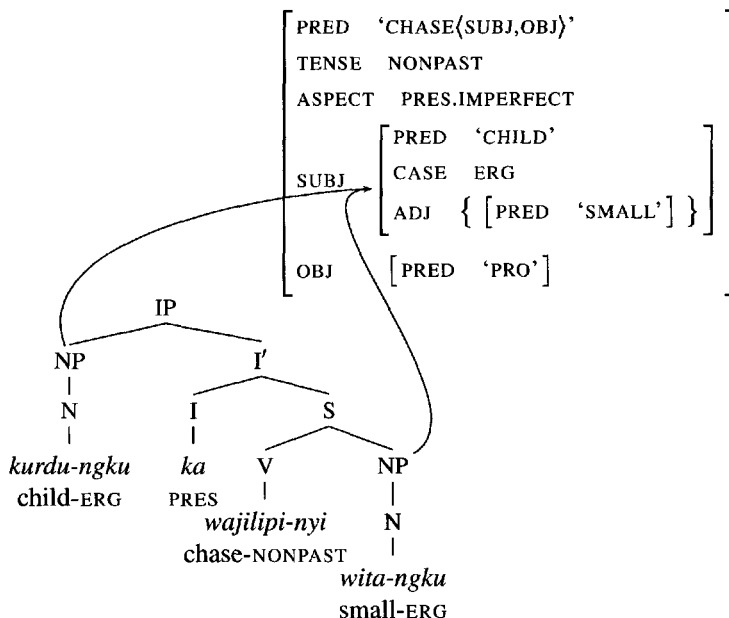 PRED ‘CHASE⟨SUBJ,OBJ⟩’
TENSE NONPAST
ASPECT PRES.IMPERFECT
PRED ‘CHILD’
SUBJ CASE ERG
ADJ { [PRED ‘SMALL’] }
OBJ [PRED ‘PRO’]
IP
NP I′
N I S
kurdu-ngku ka V NP
child-ERG PRES
wajilipi-nyi N
chase-NONPAST
wita-ngku
small-ERG